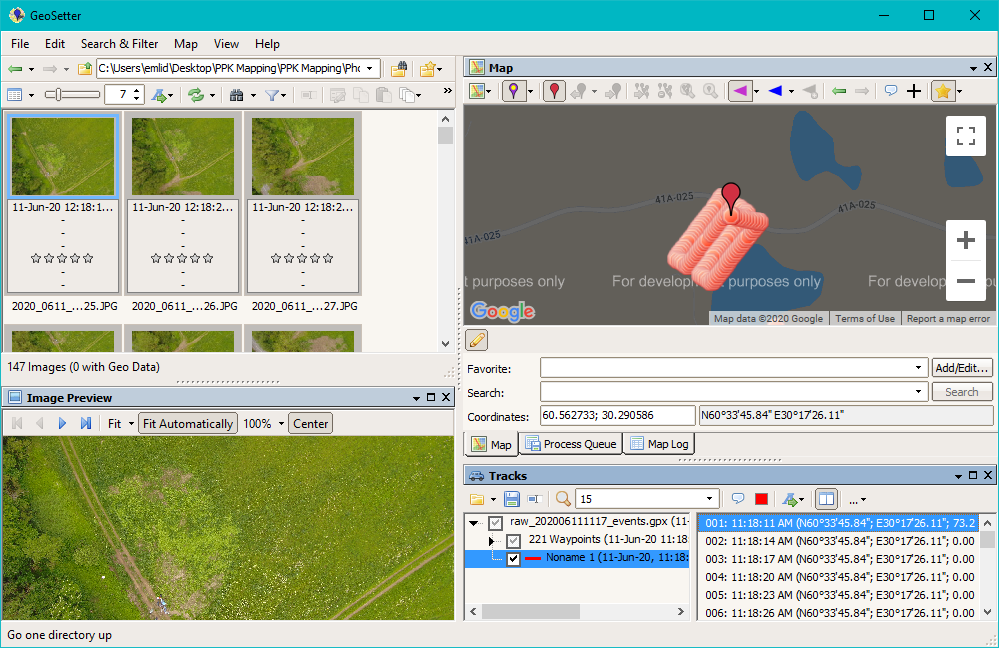 GeoSetter
File Edit Search & Filter Map View Help
C:\Users\emlid\Desktop\PPK Mapping\PPK Mapping\Pho
7
11-Jun-20 12:18:1... 11-Jun-20 12:18:2... 11-Jun-20 12:18:2...
- - -
- - -
- - -
- - -
2020_0611_...25.JPG 2020_0611_...26.JPG 2020_0611_...27.JPG
147 Images (0 with Geo Data)
Image Preview
Fit Fit Automatically 100% Center
Map
41A-025
41A-025
41A-025
t purposes only For develop purposes only For developm
Google
Map data ©2020 Google Terms of Use Report a map error
Favorite: Add/Edit...
Search: Search
Coordinates: 60.562733; 30.290586 N60°33'45.84" E30°17'26.11"
Map Process Queue Map Log
Tracks
15 ...
raw_202006111117_events.gpx (11-
221 Waypoints (11-Jun-20 11:18
Noname 1 (11-Jun-20, 11:18:
001: 11:18:11 AM (N60°33'45.84"; E30°17'26.11"; 73.2
002: 11:18:14 AM (N60°33'45.84"; E30°17'26.11"; 0.00
003: 11:18:17 AM (N60°33'45.84"; E30°17'26.11"; 0.00
004: 11:18:20 AM (N60°33'45.84"; E30°17'26.11"; 0.00
005: 11:18:23 AM (N60°33'45.84"; E30°17'26.11"; 0.00
006: 11:18:26 AM (N60°33'45.84"; E30°17'26.11"; 0.00
Go one directory up